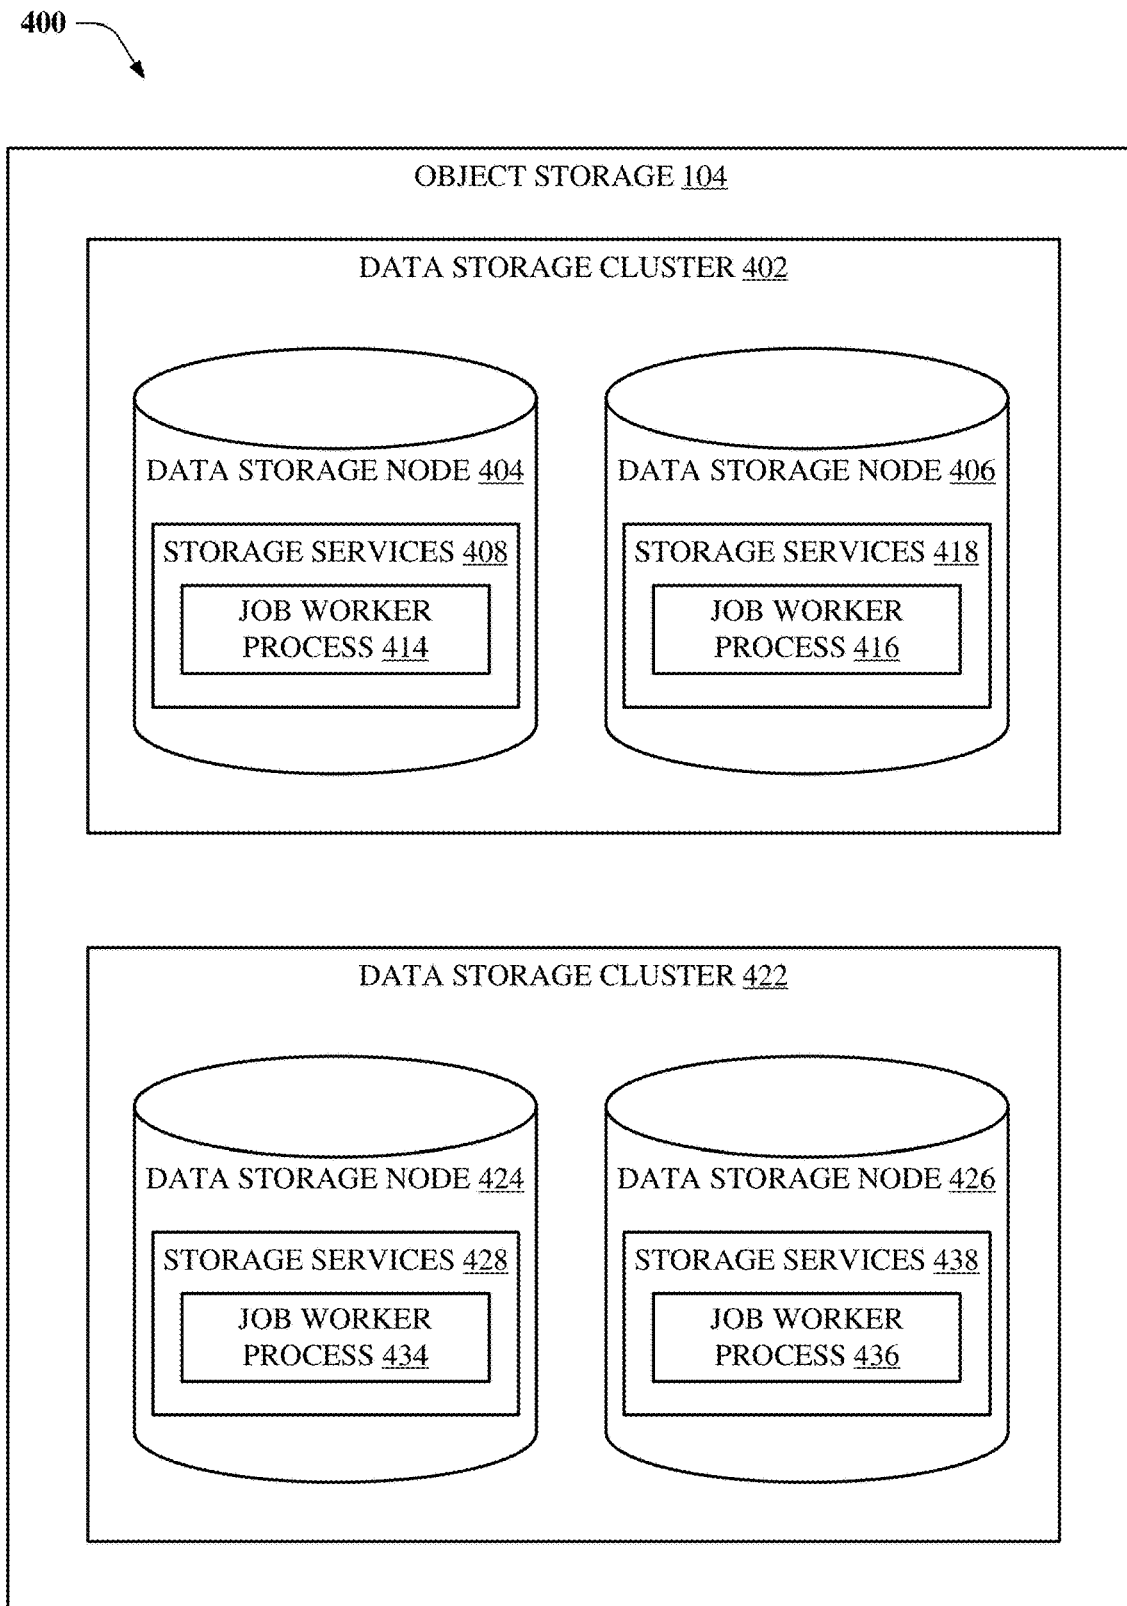 400
OBJECT STORAGE 104
DATA STORAGE CLUSTER 402
DATA STORAGE NODE 404
STORAGE SERVICES 408
JOB WORKER
PROCESS 414
DATA STORAGE NODE 406
STORAGE SERVICES 418
JOB WORKER
PROCESS 416
DATA STORAGE CLUSTER 422
DATA STORAGE NODE 424
STORAGE SERVICES 428
JOB WORKER
PROCESS 434
DATA STORAGE NODE 426
STORAGE SERVICES 438
JOB WORKER
PROCESS 436